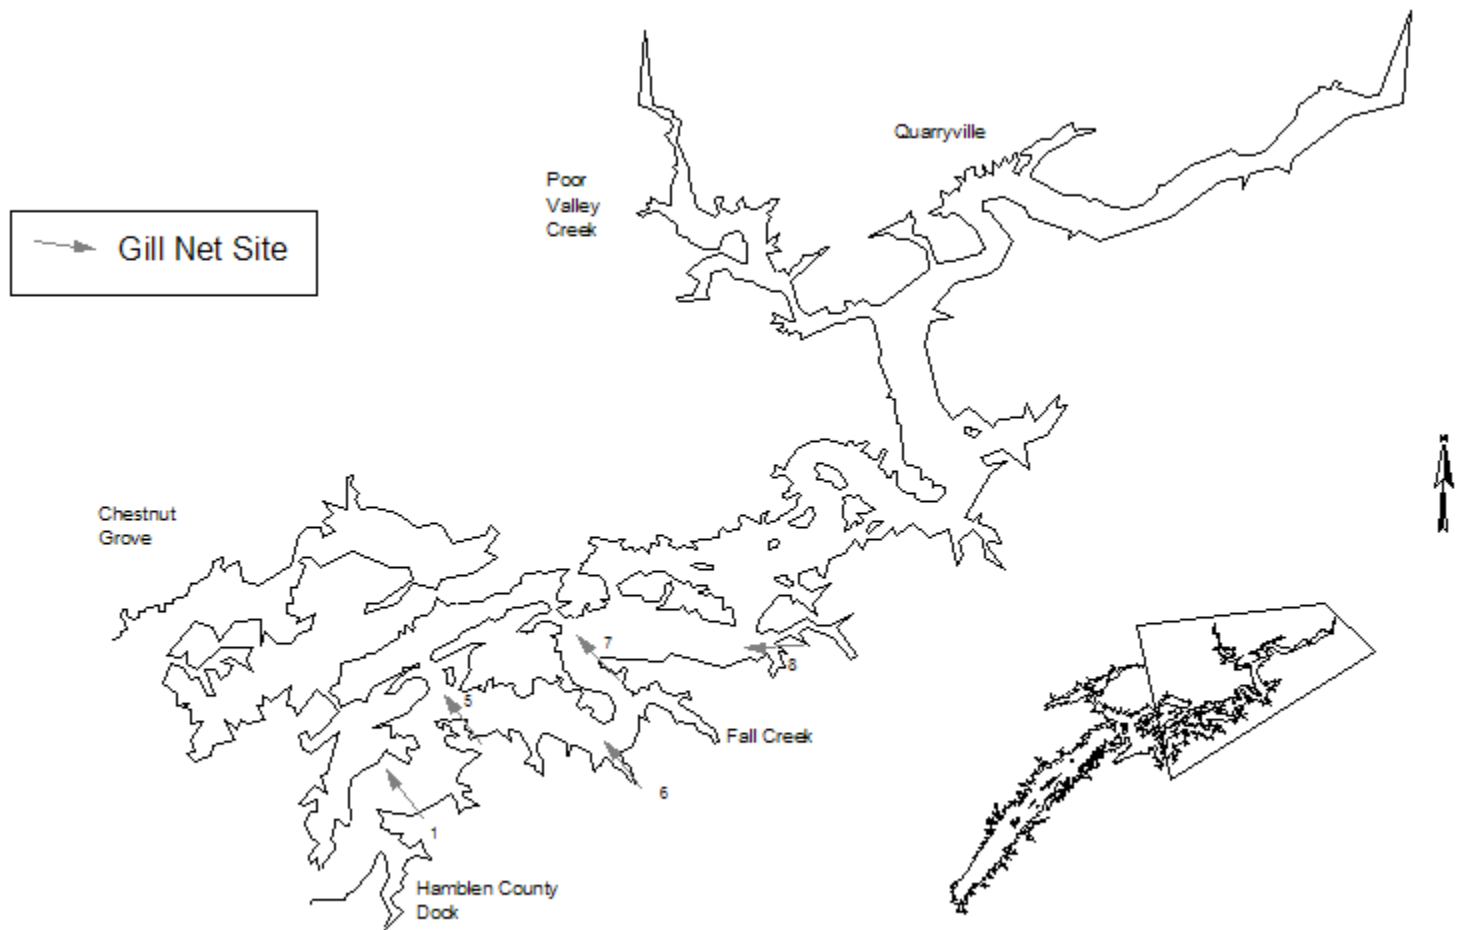 Quarryville
Poor
Valley
Creek
Gill Net Site
N
Chestnut
Grove
7
8
5
Fall Creek
6
1
Hamblen County
Dock